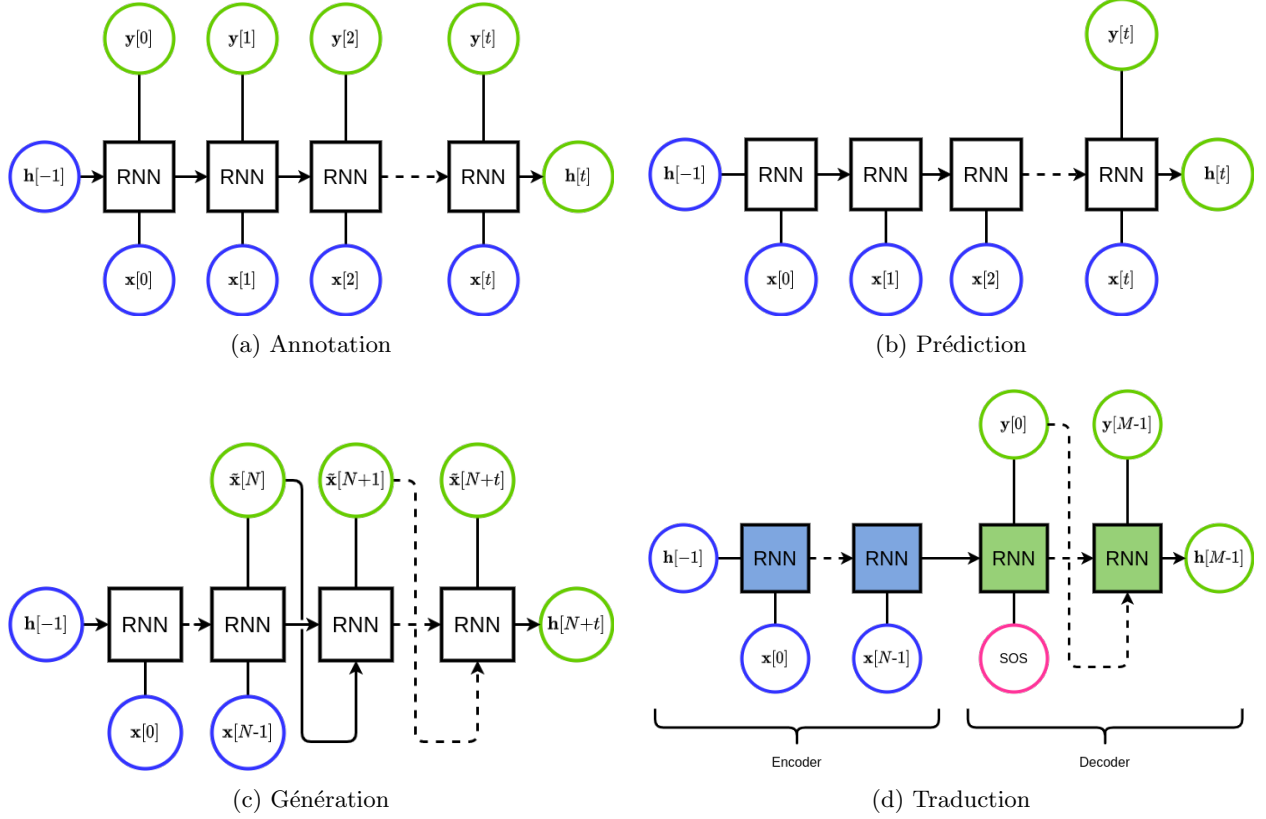 y[0] y[1] y[2] y[t]
h[−1] RNN RNN RNN RNN h[t]
x[0] x[1] x[2] x[t]
(a) Annotation
y[t]
h[−1] RNN RNN RNN RNN h[t]
x[0] x[1] x[2] x[t]
(b) Prédiction
x̃[N] x̃[N+1] x̃[N+t]
h[−1] RNN RNN RNN RNN h[N+t]
x[0] x[N-1]
(c) Génération
y[0] y[M-1]
h[−1] RNN RNN RNN RNN h[M-1]
x[0] x[N-1] SOS
Encoder Decoder
(d) Traduction